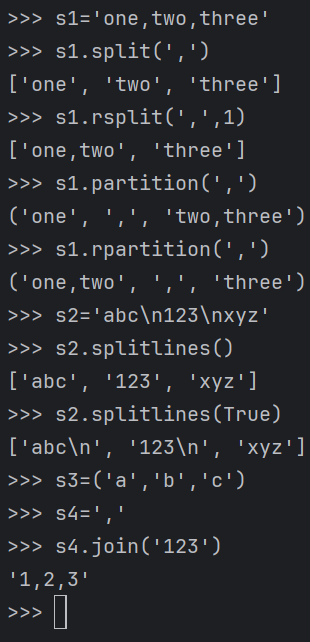 >>> s1='one,two,three'
>>> s1.split(',')
['one', 'two', 'three']
>>> s1.rsplit(',',1)
['one,two', 'three']
>>> s1.partition(',')
('one', ',', 'two,three')
>>> s1.rpartition(',')
('one,two', ',', 'three')
>>> s2='abc\n123\nxyz'
>>> s2.splitlines()
['abc', '123', 'xyz']
>>> s2.splitlines(True)
['abc\n', '123\n', 'xyz']
>>> s3=('a','b','c')
>>> s4=','
>>> s4.join('123')
'1,2,3'
>>>